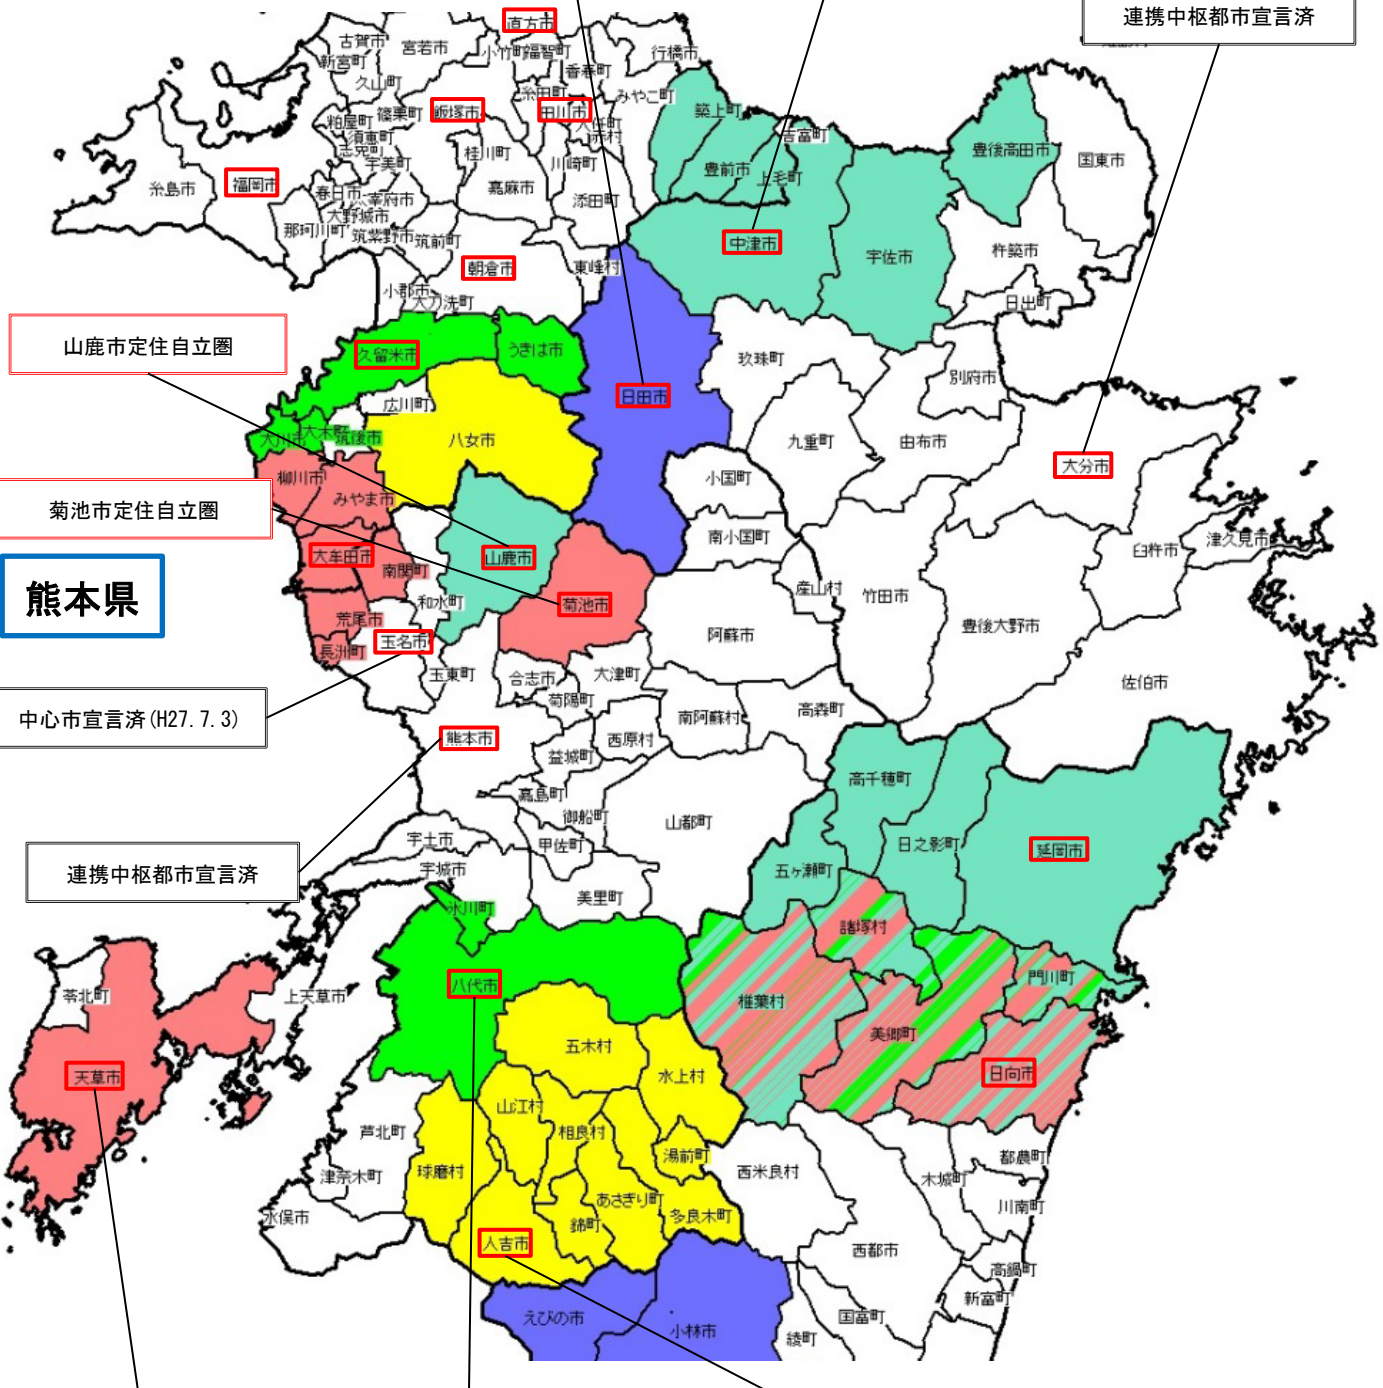 連携中枢都市宣言済
直方市
古賀市
宮若市
小竹町
福智町
行橋市
新宮町
久山町
香春町
糸田町
みやこ町
築上町
粕屋町
篠栗町
飯塚市
田川市
大任町
赤村
吉富町
須恵町
志免町
宇美町
桂川町
川崎町
豊前市
上毛町
豊後高田市
国東市
糸島市
福岡市
春日市
太宰府市
嘉麻市
添田町
大野城市
那珂川町
筑紫野市
筑前町
中津市
宇佐市
杵築市
朝倉市
東峰村
小郡市
大刀洗町
日出町
山鹿市定住自立圏
久留米市
うきは市
玖珠町
別府市
日田市
広川町
大川市
大木町
筑後市
八女市
九重町
由布市
大分市
柳川市
みやま市
小国町
菊池市定住自立圏
南小国町
臼杵市
津久見市
大牟田市
南関町
山鹿市
産山村
竹田市
熊本県
和水町
菊池市
豊後大野市
荒尾市
玉名市
阿蘇市
長洲町
玉東町
合志市
大津町
佐伯市
菊陽町
中心市宣言済(H27.7.3)
南阿蘇村
高森町
熊本市
西原村
益城町
高千穂町
嘉島町
御船町
山都町
宇土市
甲佐町
日之影町
延岡市
連携中枢都市宣言済
宇城市
五ヶ瀬町
美里町
氷川町
諸塚村
八代市
門川町
苓北町
上天草市
椎葉村
美郷町
五木村
天草市
水上村
日向市
山江村
芦北町
相良村
湯前町
都農町
津奈木町
球磨村
西米良村
木城町
あさぎり町
川南町
水俣市
錦町
多良木町
人吉市
西都市
高鍋町
新富町
えびの市
小林市
国富町
綾町